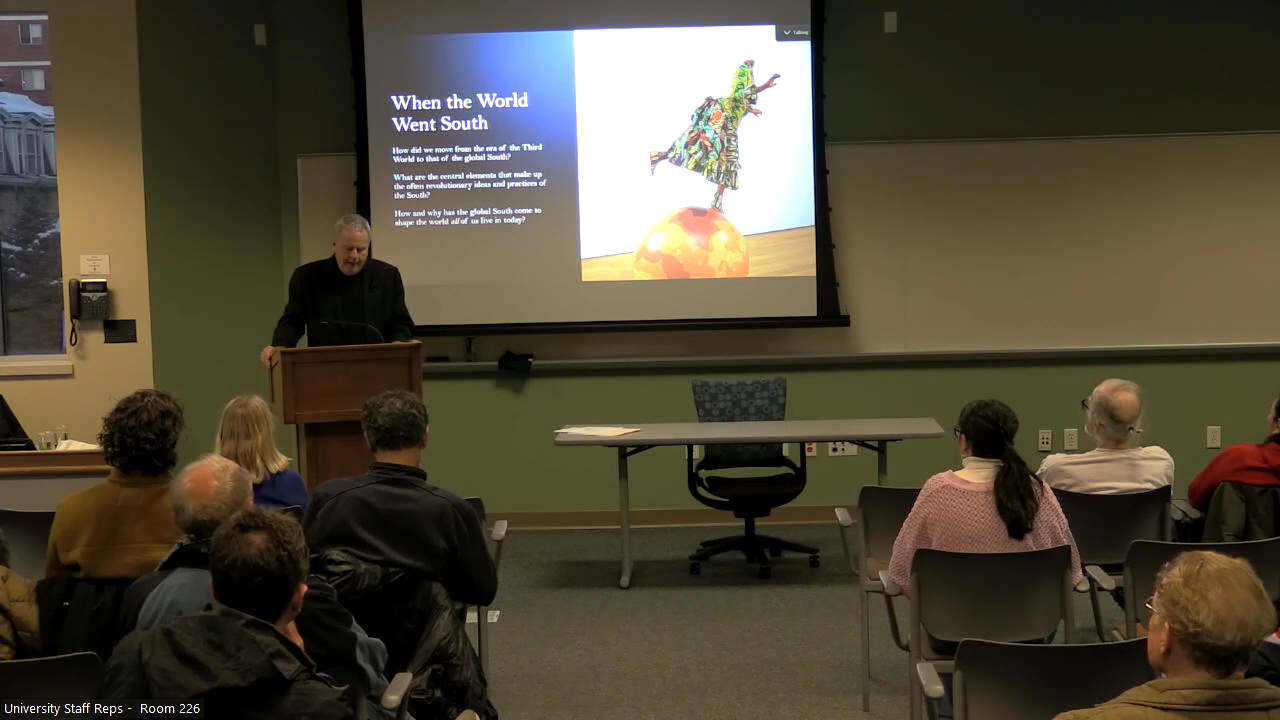 Talking
When the World
Went South
How did we move from the era of the Third
World to that of the global South?
What are the central elements that make up
the often revolutionary ideas and practices of
the South?
How and why has the global South come to
shape the world all of us live in today?
University Staff Reps - Room 226